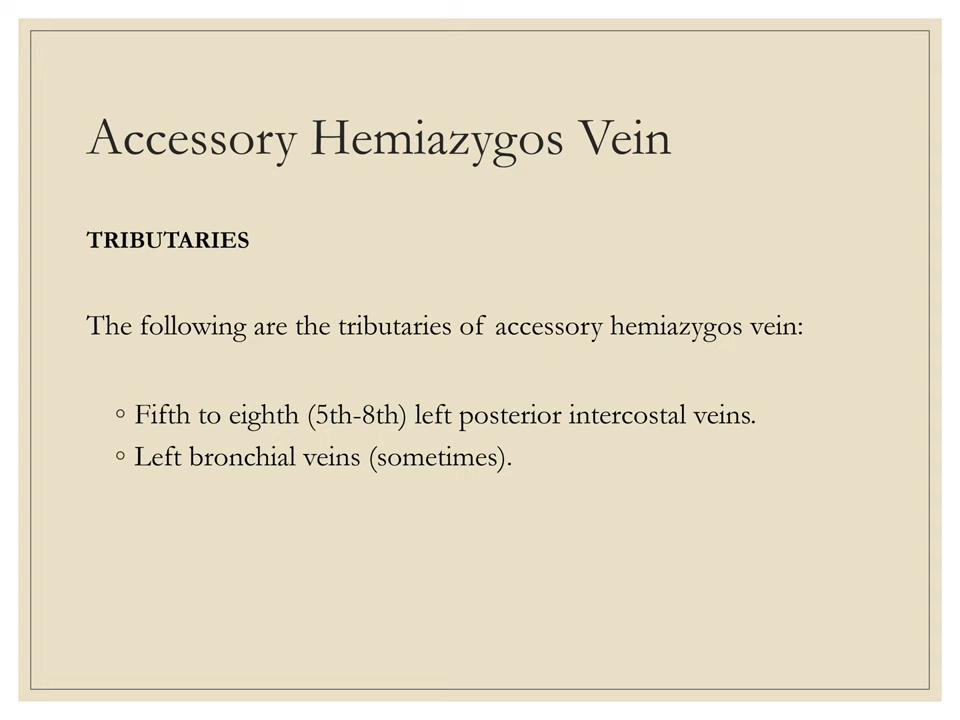 Accessory Hemiazygos Vein
TRIBUTARIES
The following are the tributaries of accessory hemiazygos vein:
◦ Fifth to eighth (5th-8th) left posterior intercostal veins.
◦ Left bronchial veins (sometimes).